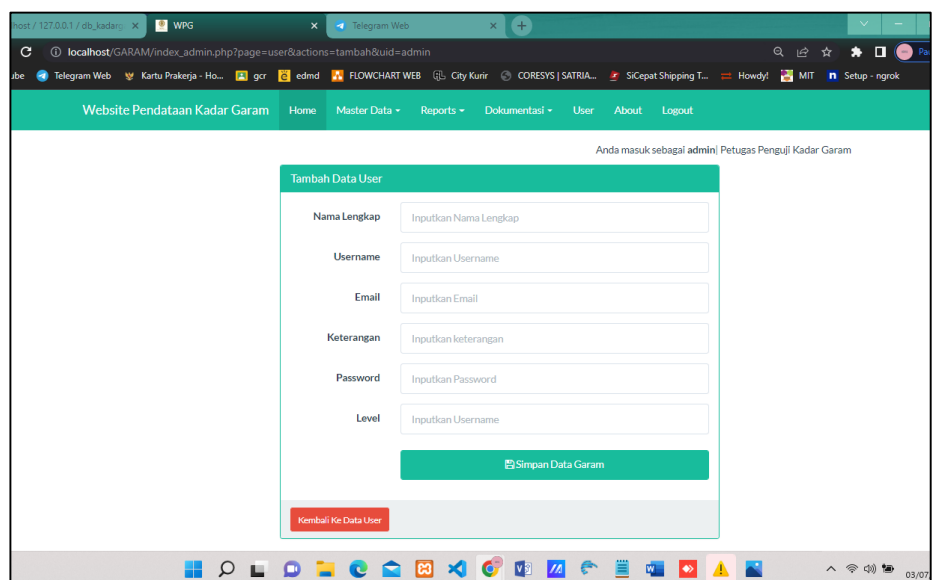 host / 127.0.0.1 / db_kadarg
WPG
Telegram Web
localhost/GARAM/index_admin.php?page=user&actions=tambah&uid=admin
Telegram Web
Kartu Prakerja - Ho...
gcr
edmd
FLOWCHART WEB
City Kurir
CORESYS | SATRIA...
SiCepat Shipping T...
Howdy!
MIT
Setup - ngrok
Website Pendataan Kadar Garam
Home
Master Data
Reports
Dokumentasi
User
About
Logout
Anda masuk sebagai admin| Petugas Penguji Kadar Garam
Tambah Data User
Nama Lengkap
Inputkan Nama Lengkap
Username
Inputkan Username
Email
Inputkan Email
Keterangan
Inputkan keterangan
Password
Inputkan Password
Level
Inputkan Username
Simpan Data Garam
Kembali Ke Data User
03/07